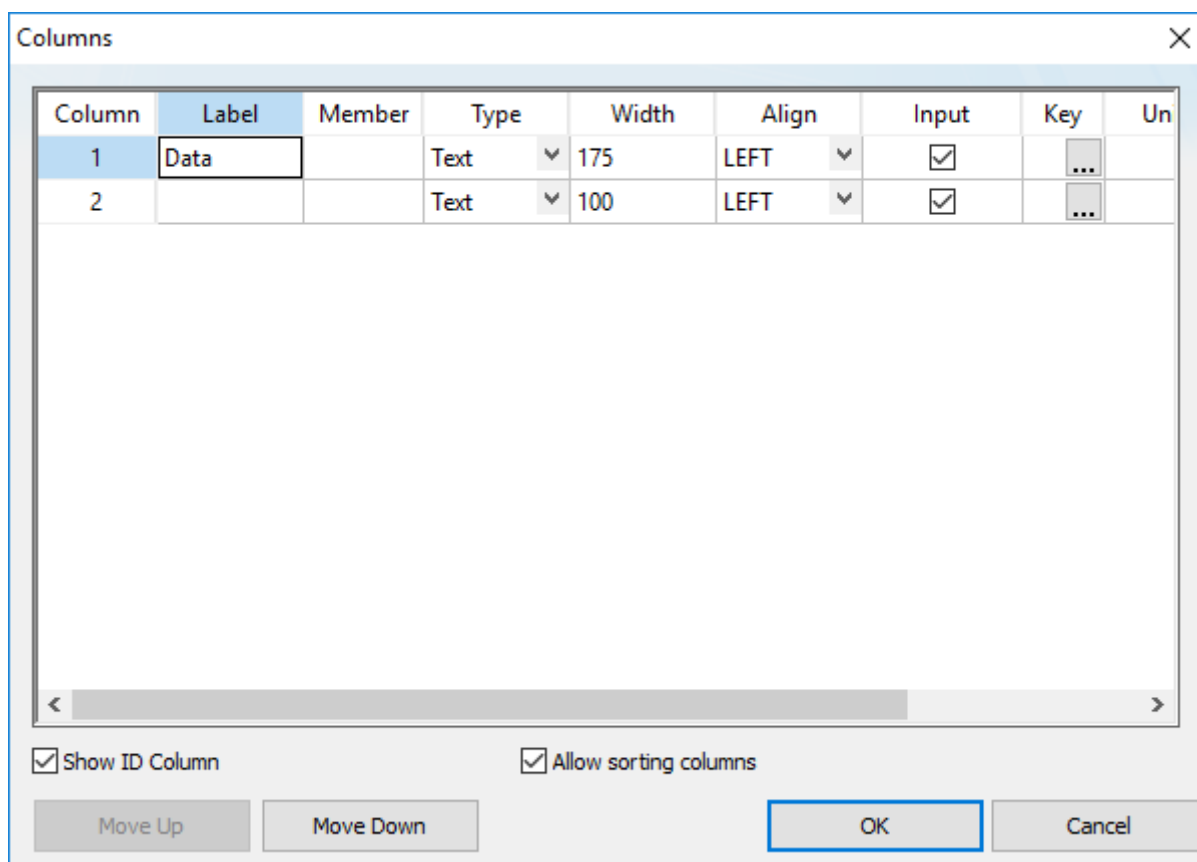 Columns
Column Label Member Type Width Align Input Key Un
1 Data Text 175 LEFT ...
2 Text 100 LEFT ...
Show ID Column Allow sorting columns
Move Up Move Down OK Cancel